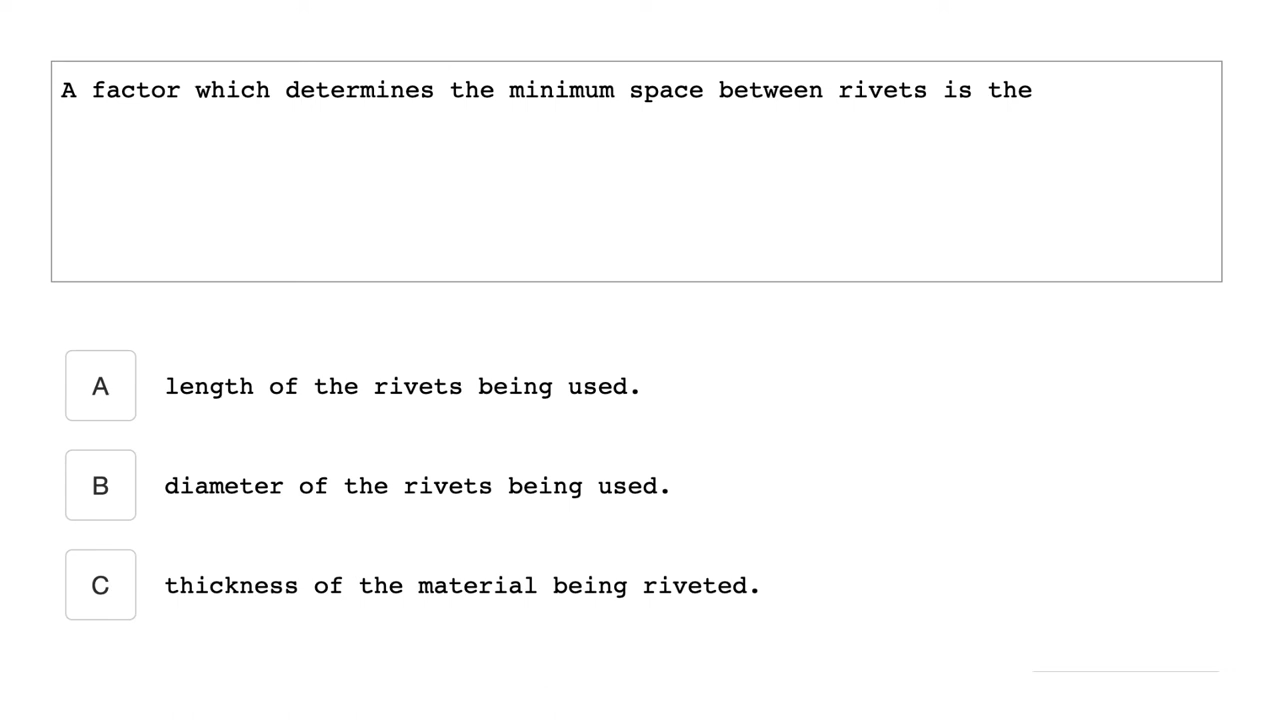 A factor which determines the minimum space between rivets is the
A length of the rivets being used.
B diameter of the rivets being used.
C thickness of the material being riveted.